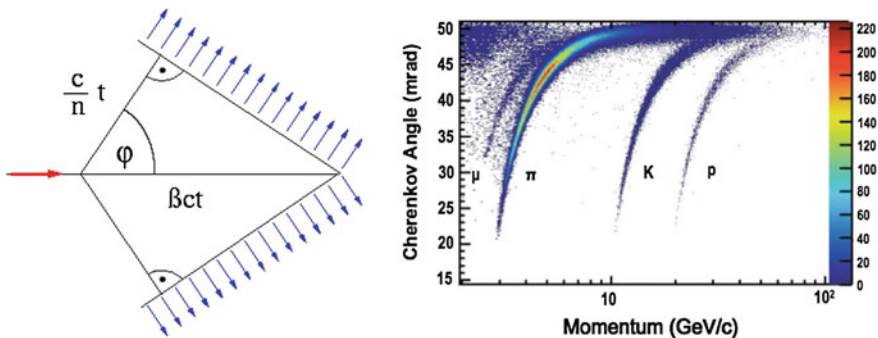 c
n t
φ
ßct
Cherenkov Angle (mrad)
50
45
40
35
30
25
20
15
μ
π
K
p
10
10²
Momentum (GeV/c)
220
200
180
160
140
120
100
80
60
40
20
0